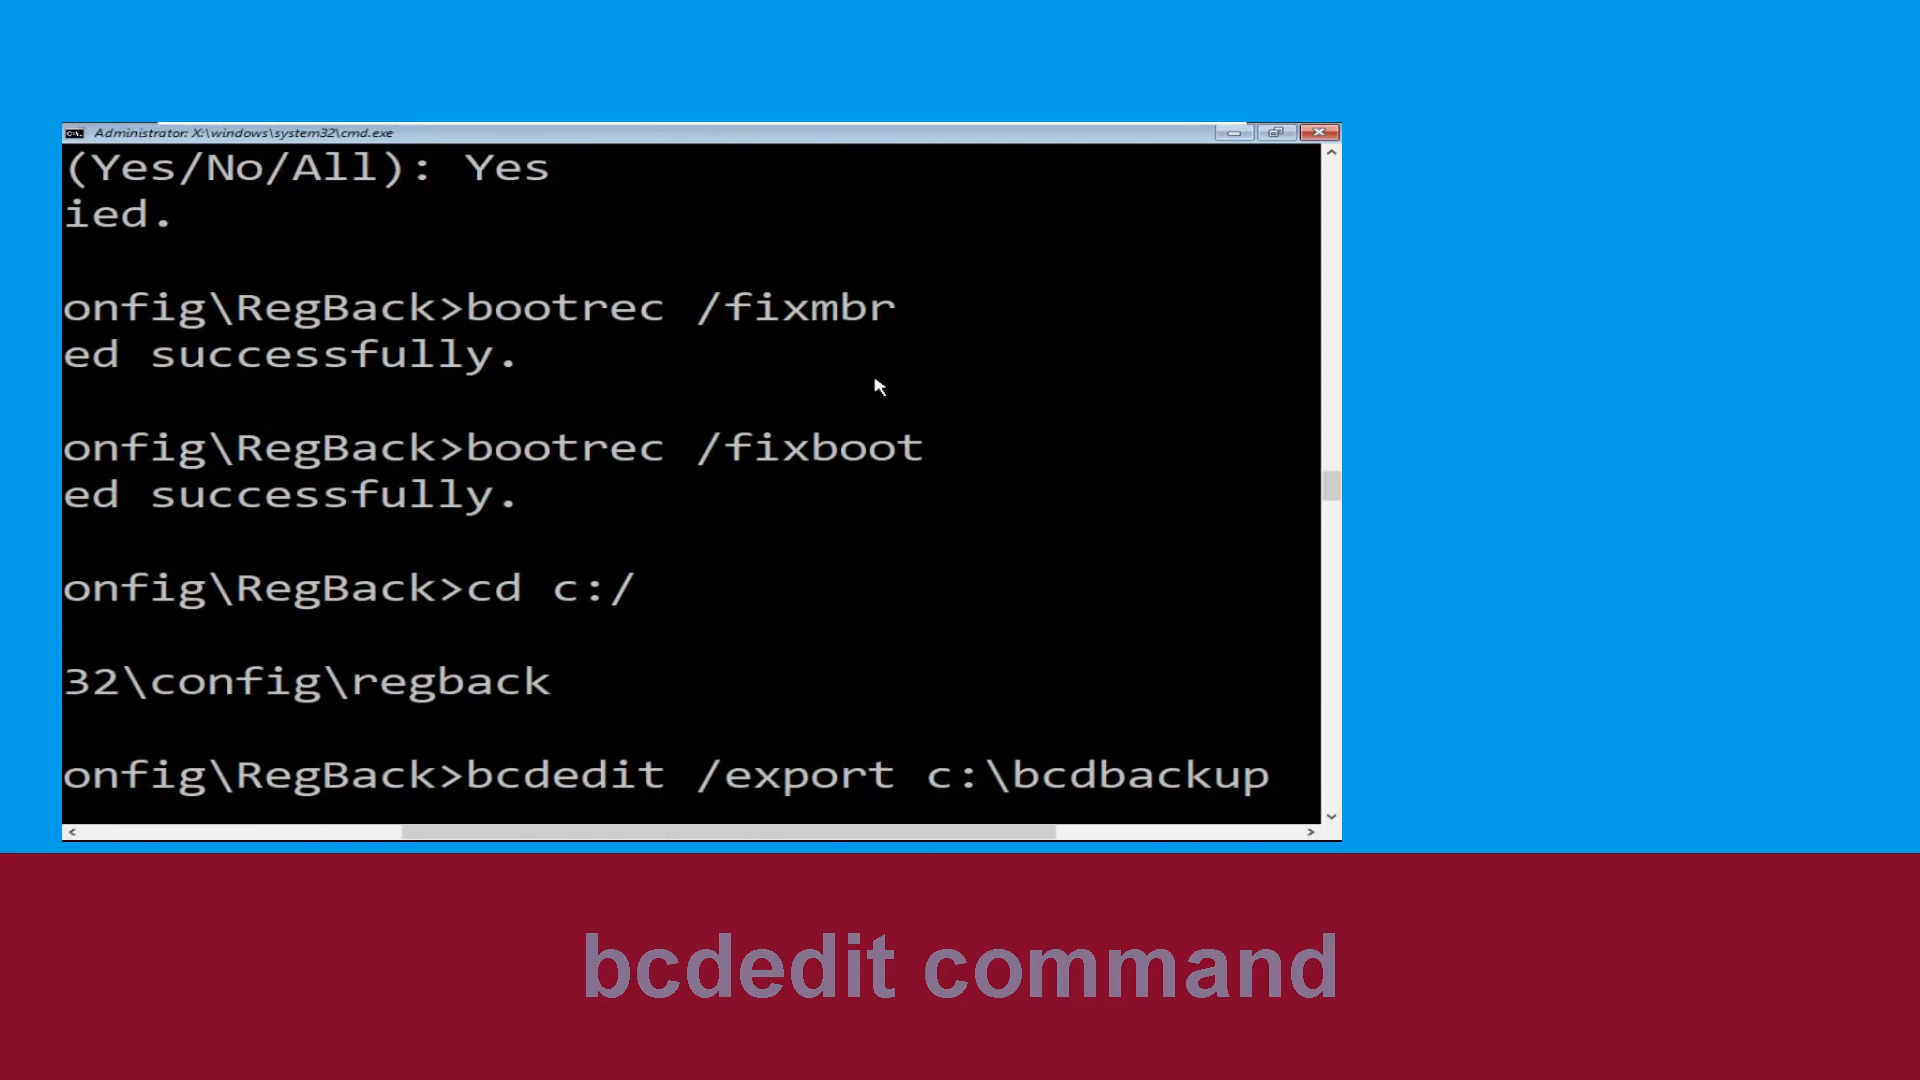 Administrator: X:\windows\system32\cmd.exe
(Yes/No/All): Yes
ied.
onfig\RegBack>bootrec /fixmbr
ed successfully.
onfig\RegBack>bootrec /fixboot
ed successfully.
onfig\RegBack>cd c:/
32\config\regback
onfig\RegBack>bcdedit /export c:\bcdbackup
bcdedit command